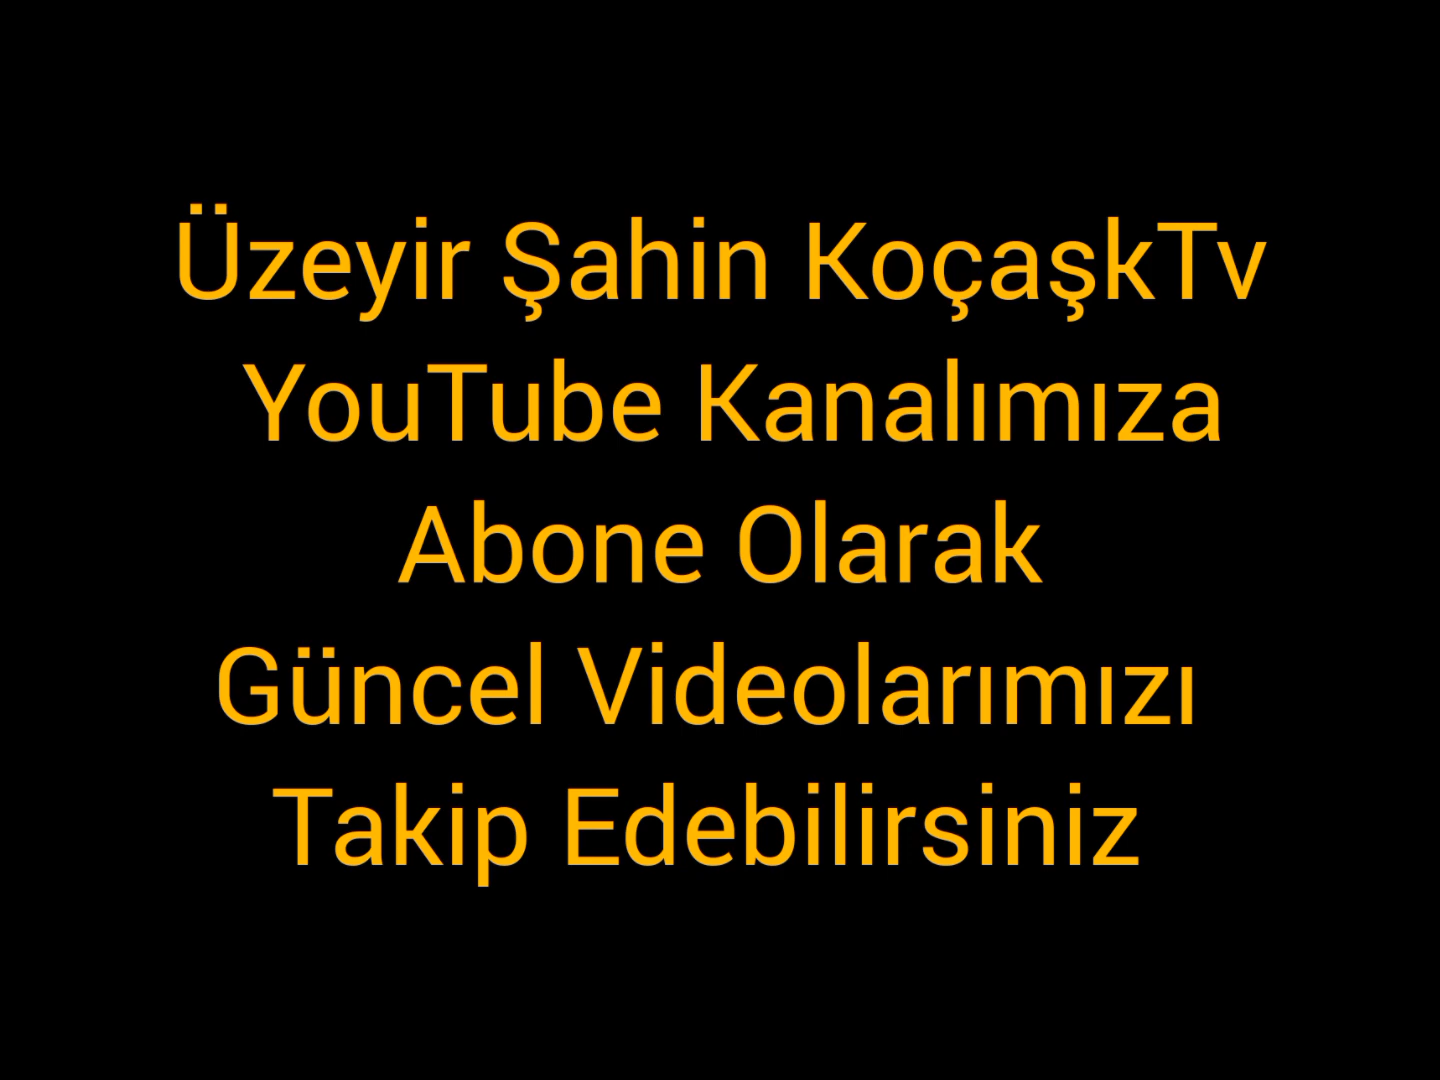 Üzeyir Şahin KoçaşkTv
YouTube Kanalımıza
Abone Olarak
Güncel Videolarımızı
Takip Edebilirsiniz